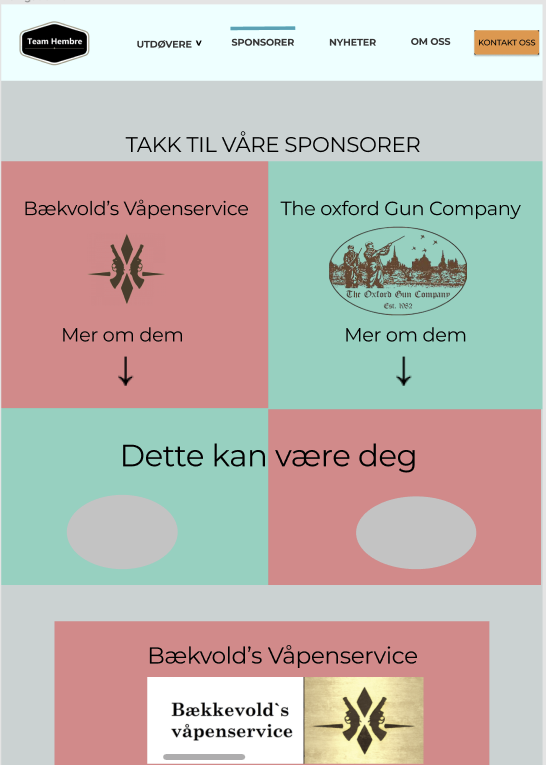 Team Hembre
UTDØVERE ∨
SPONSORER
NYHETER
OM OSS
KONTAKT OSS
TAKK TIL VÅRE SPONSORER
Bækvold’s Våpenservice
The oxford Gun Company
The Oxford Gun Company
Est. 1982
Mer om dem
Mer om dem
Dette kan være deg
Bækvold’s Våpenservice
Bækkevold`s
våpenservice